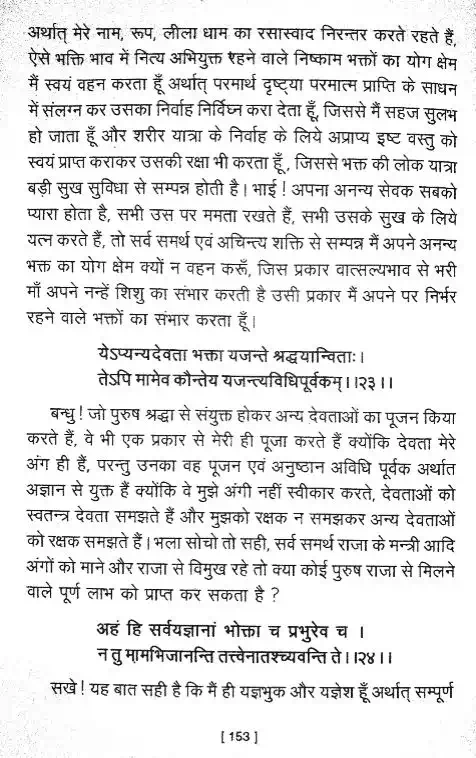 अर्थात् मेरे नाम, रूप, लीला धाम का रसास्वाद निरन्तर करते रहते हैं,
ऐसे भक्ति भाव में नित्य अभियुक्त रहने वाले निष्काम भक्तों का योग क्षेम
मैं स्वयं वहन करता हूँ अर्थात् परमार्थ दृष्ट्या परमात्म प्राप्ति के साधन
में संलग्न कर उसका निर्वाह निर्विघ्न करा देता हूँ, जिससे मैं सहज सुलभ
हो जाता हूँ और शरीर यात्रा के निर्वाह के लिये अप्राप्य इष्ट वस्तु को
स्वयं प्राप्त कराकर उसकी रक्षा भी करता हूँ, जिससे भक्त की लोक यात्रा
बड़ी सुख सुविधा से सम्पन्न होती है। भाई ! अपना अनन्य सेवक सबको
प्यारा होता है, सभी उस पर ममता रखते हैं, सभी उसके सुख के लिये
यत्न करते हैं, तो सर्व समर्थ एवं अचिन्त्य शक्ति से सम्पन्न मैं अपने अनन्य
भक्त का योग क्षेम क्यों न वहन करूँ, जिस प्रकार वात्सल्यभाव से भरी
माँ अपने नन्हें शिशु का संभार करती है उसी प्रकार मैं अपने पर निर्भर
रहने वाले भक्तों का संभार करता हूँ।
येऽप्यन्यदेवता भक्ता यजन्ते श्रद्धयान्विताः।
तेऽपि मामेव कौन्तेय यजन्त्यविधिपूर्वकम्।।२३।।
बन्धु ! जो पुरुष श्रद्धा से संयुक्त होकर अन्य देवताओं का पूजन किया
करते हैं, वे भी एक प्रकार से मेरी ही पूजा करते हैं क्योंकि देवता मेरे
अंग ही हैं, परन्तु उनका वह पूजन एवं अनुष्ठान अविधि पूर्वक अर्थात
अज्ञान से युक्त हैं क्योंकि वे मुझे अंगी नहीं स्वीकार करते, देवताओं को
स्वतन्त्र देवता समझते हैं और मुझको रक्षक न समझकर अन्य देवताओं
को रक्षक समझते हैं। भला सोचो तो सही, सर्व समर्थ राजा के मन्त्री आदि
अंगों को माने और राजा से विमुख रहे तो क्या कोई पुरुष राजा से मिलने
वाले पूर्ण लाभ को प्राप्त कर सकता है ?
अहं हि सर्वयज्ञानां भोक्ता च प्रभुरेव च ।
न तु मामभिजानन्ति तत्त्वेनातश्च्यवन्ति ते।।२४।।
सखे ! यह बात सही है कि मैं ही यज्ञभुक और यज्ञेश हूँ अर्थात् सम्पूर्ण
[ 153 ]